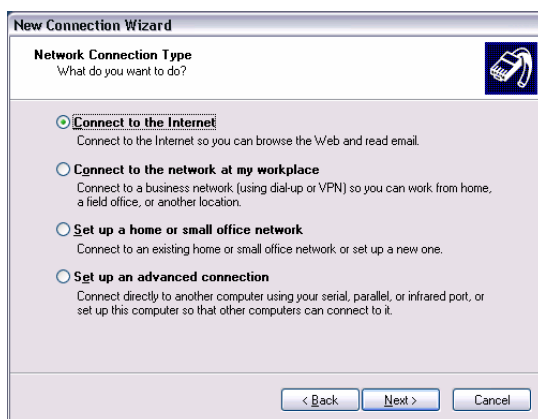 New Connection Wizard
Network Connection Type
What do you want to do?
Connect to the Internet
Connect to the Internet so you can browse the Web and read email.
Connect to the network at my workplace
Connect to a business network (using dial-up or VPN) so you can work from home,
a field office, or another location.
Set up a home or small office network
Connect to an existing home or small office network or set up a new one.
Set up an advanced connection
Connect directly to another computer using your serial, parallel, or infrared port, or
set up this computer so that other computers can connect to it.
< Back Next > Cancel